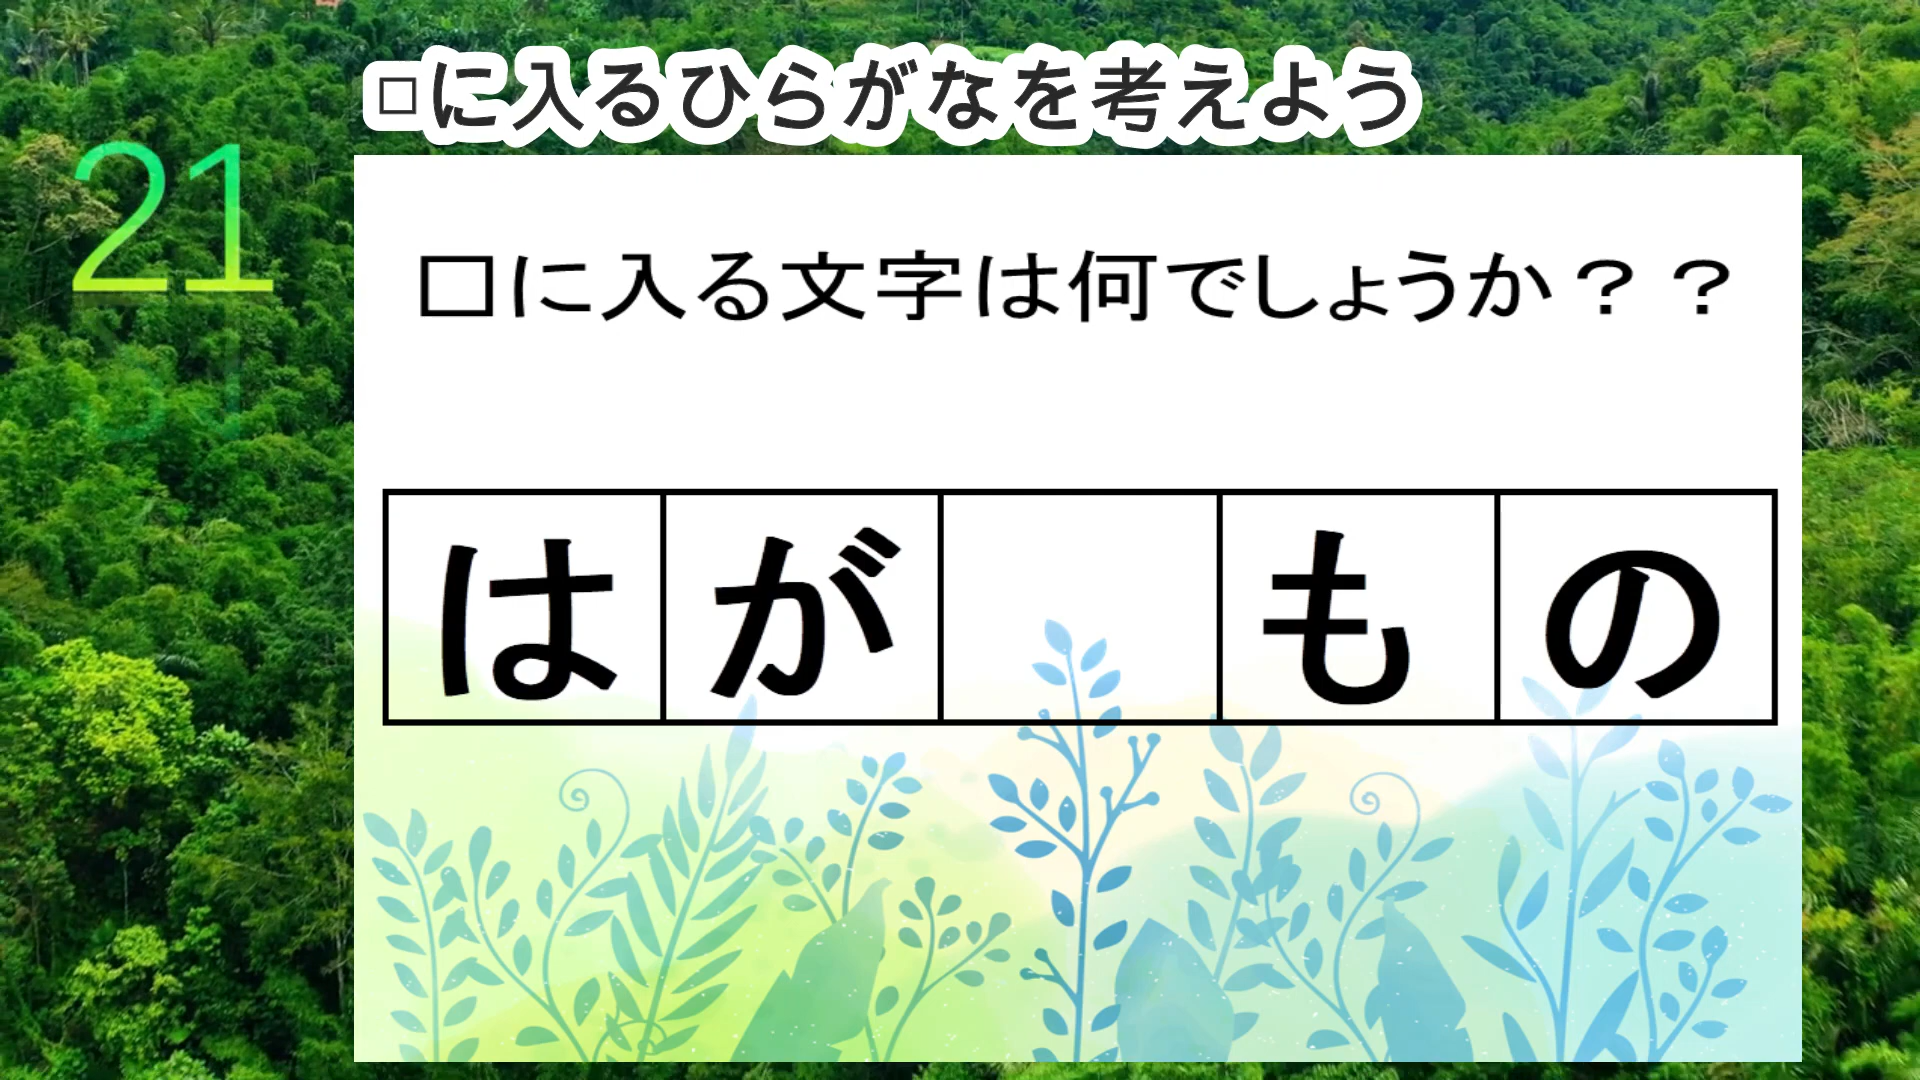 □に入るひらがなを考えよう
21
□に入る文字は何でしょうか？？
はが　もの